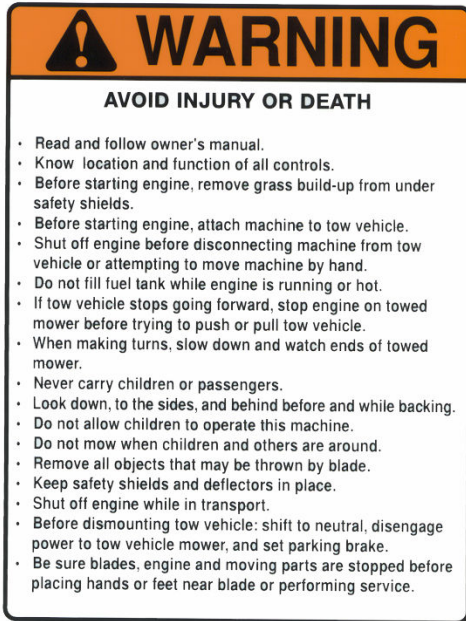 WARNING
AVOID INJURY OR DEATH
· Read and follow owner's manual.
· Know location and function of all controls.
· Before starting engine, remove grass build-up from under
safety shields.
· Before starting engine, attach machine to tow vehicle.
· Shut off engine before disconnecting machine from tow
vehicle or attempting to move machine by hand.
· Do not fill fuel tank while engine is running or hot.
· If tow vehicle stops going forward, stop engine on towed
mower before trying to push or pull tow vehicle.
· When making turns, slow down and watch ends of towed
mower.
· Never carry children or passengers.
· Look down, to the sides, and behind before and while backing.
· Do not allow children to operate this machine.
· Do not mow when children and others are around.
· Remove all objects that may be thrown by blade.
· Keep safety shields and deflectors in place.
· Shut off engine while in transport.
· Before dismounting tow vehicle: shift to neutral, disengage
power to tow vehicle mower, and set parking brake.
· Be sure blades, engine and moving parts are stopped before
placing hands or feet near blade or performing service.